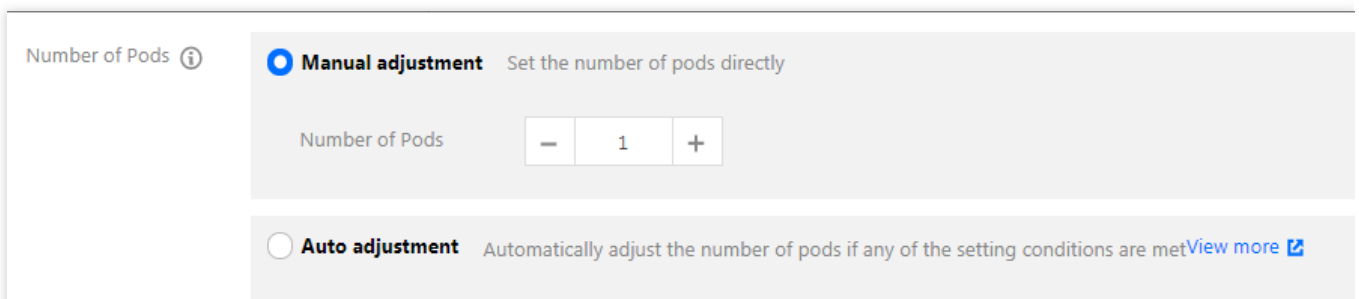 Number of Pods
Manual adjustment Set the number of pods directly
Number of Pods − 1 +
Auto adjustment Automatically adjust the number of pods if any of the setting conditions are met View more